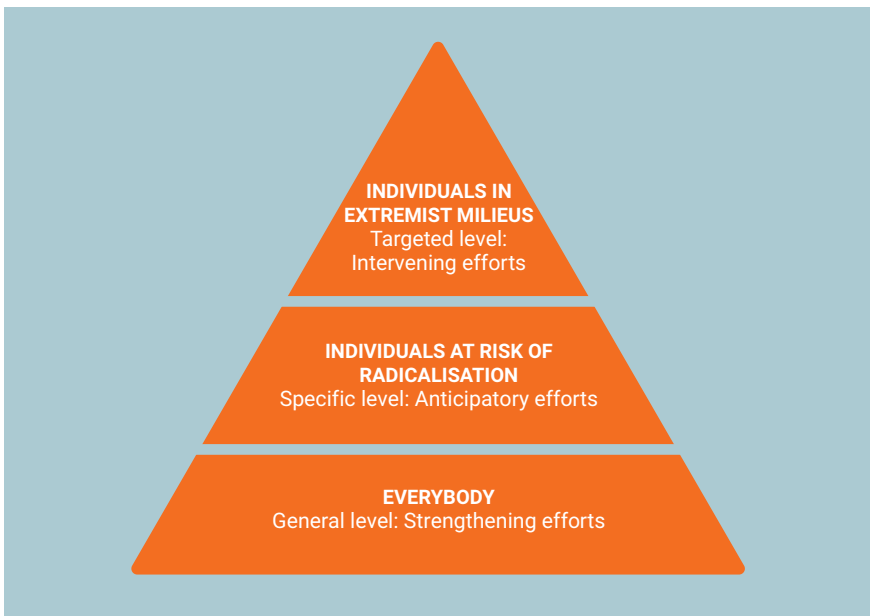 INDIVIDUALS IN
EXTREMIST MILIEUS
Targeted level:
Intervening efforts
INDIVIDUALS AT RISK OF
RADICALISATION
Specific level: Anticipatory efforts
EVERYBODY
General level: Strengthening efforts